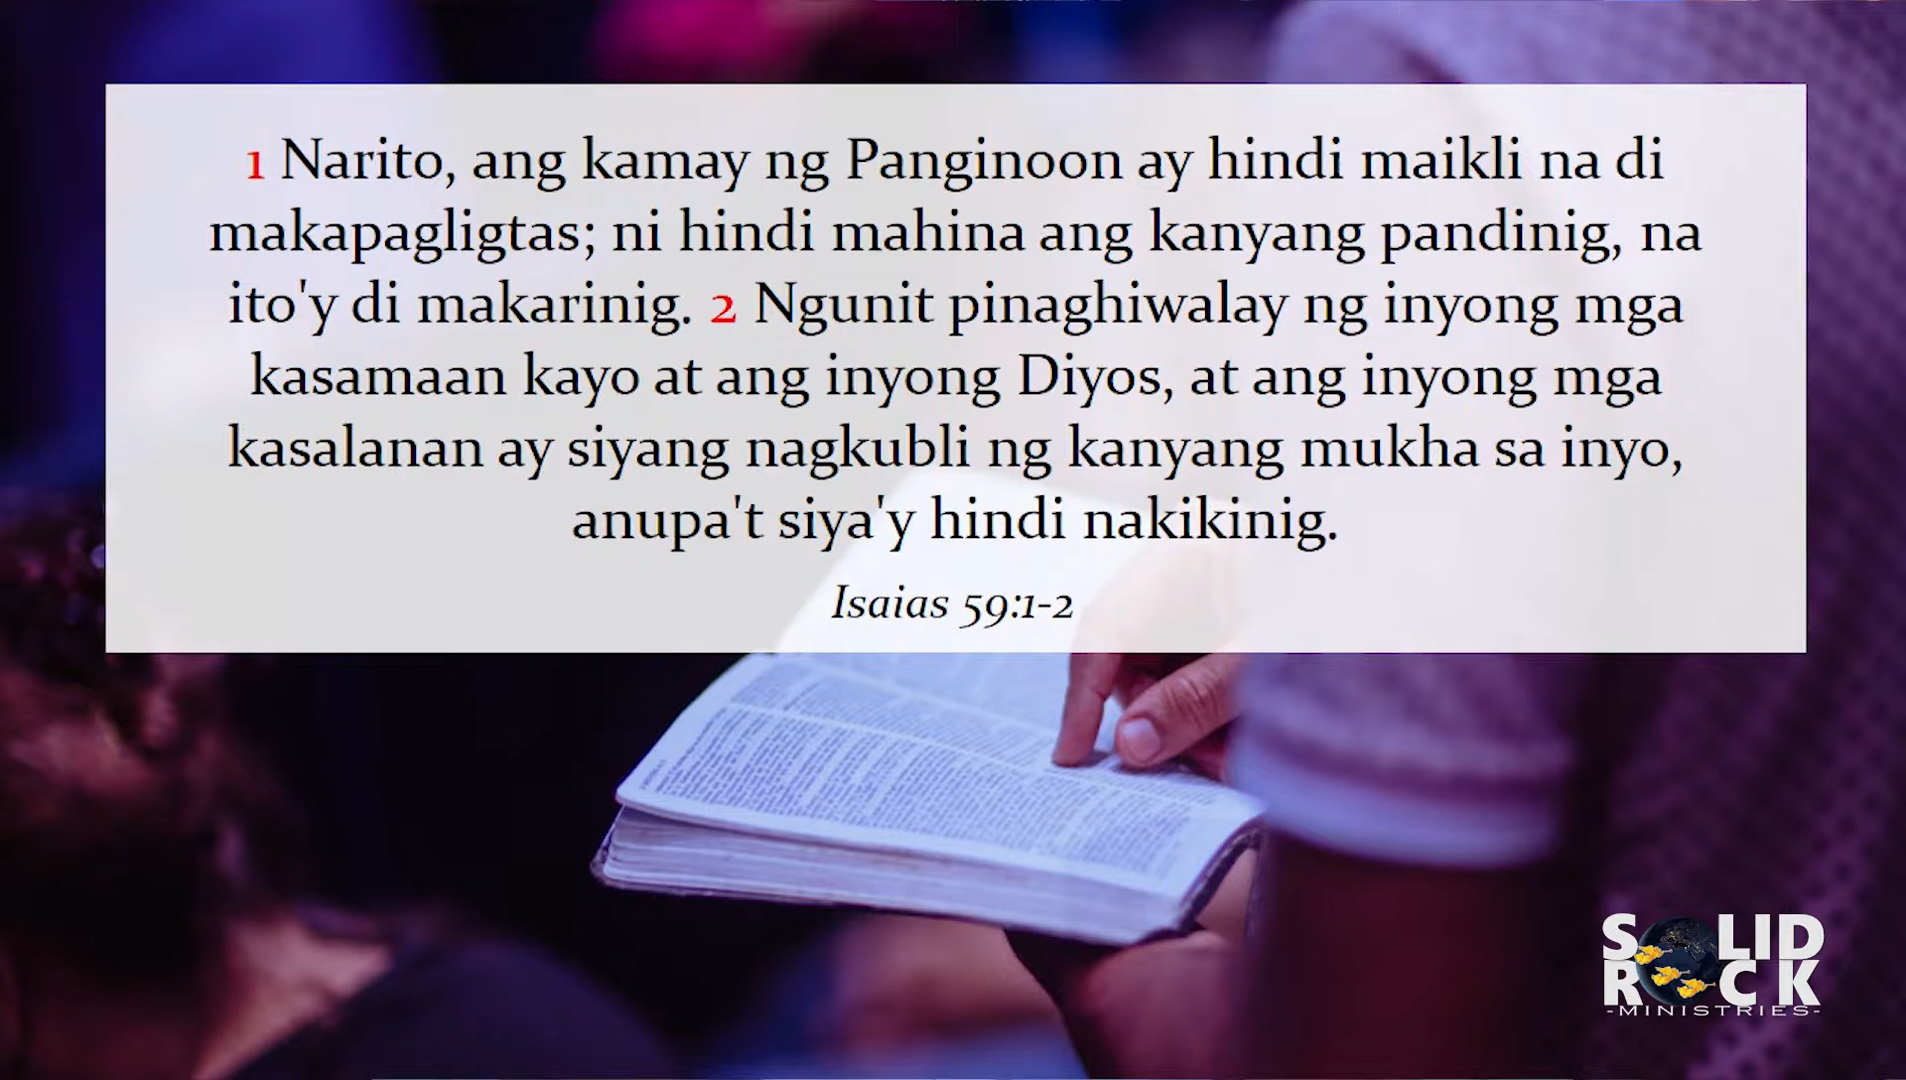 1 Narito, ang kamay ng Panginoon ay hindi maikli na di
makapagligtas; ni hindi mahina ang kanyang pandinig, na
ito'y di makarinig. 2 Ngunit pinaghiwalay ng inyong mga
kasamaan kayo at ang inyong Diyos, at ang inyong mga
kasalanan ay siyang nagkubli ng kanyang mukha sa inyo,
anupa't siya'y hindi nakikinig.
Isaias 59:1-2
SOLID
ROCK
-MINISTRIES-